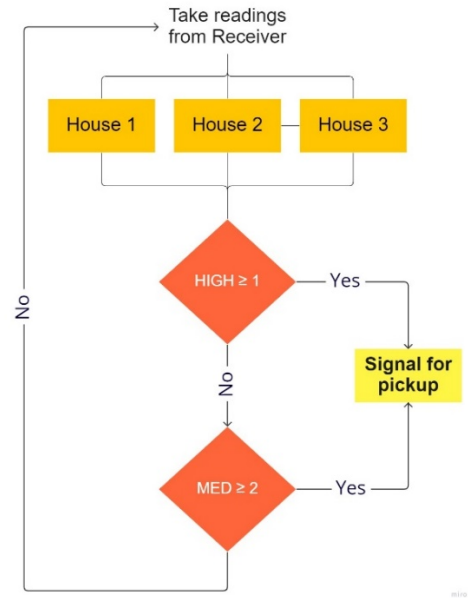 Take readings
from Receiver
House 1
House 2
House 3
HIGH ≥ 1
Yes
No
No
Signal for
pickup
MED ≥ 2
Yes
miro